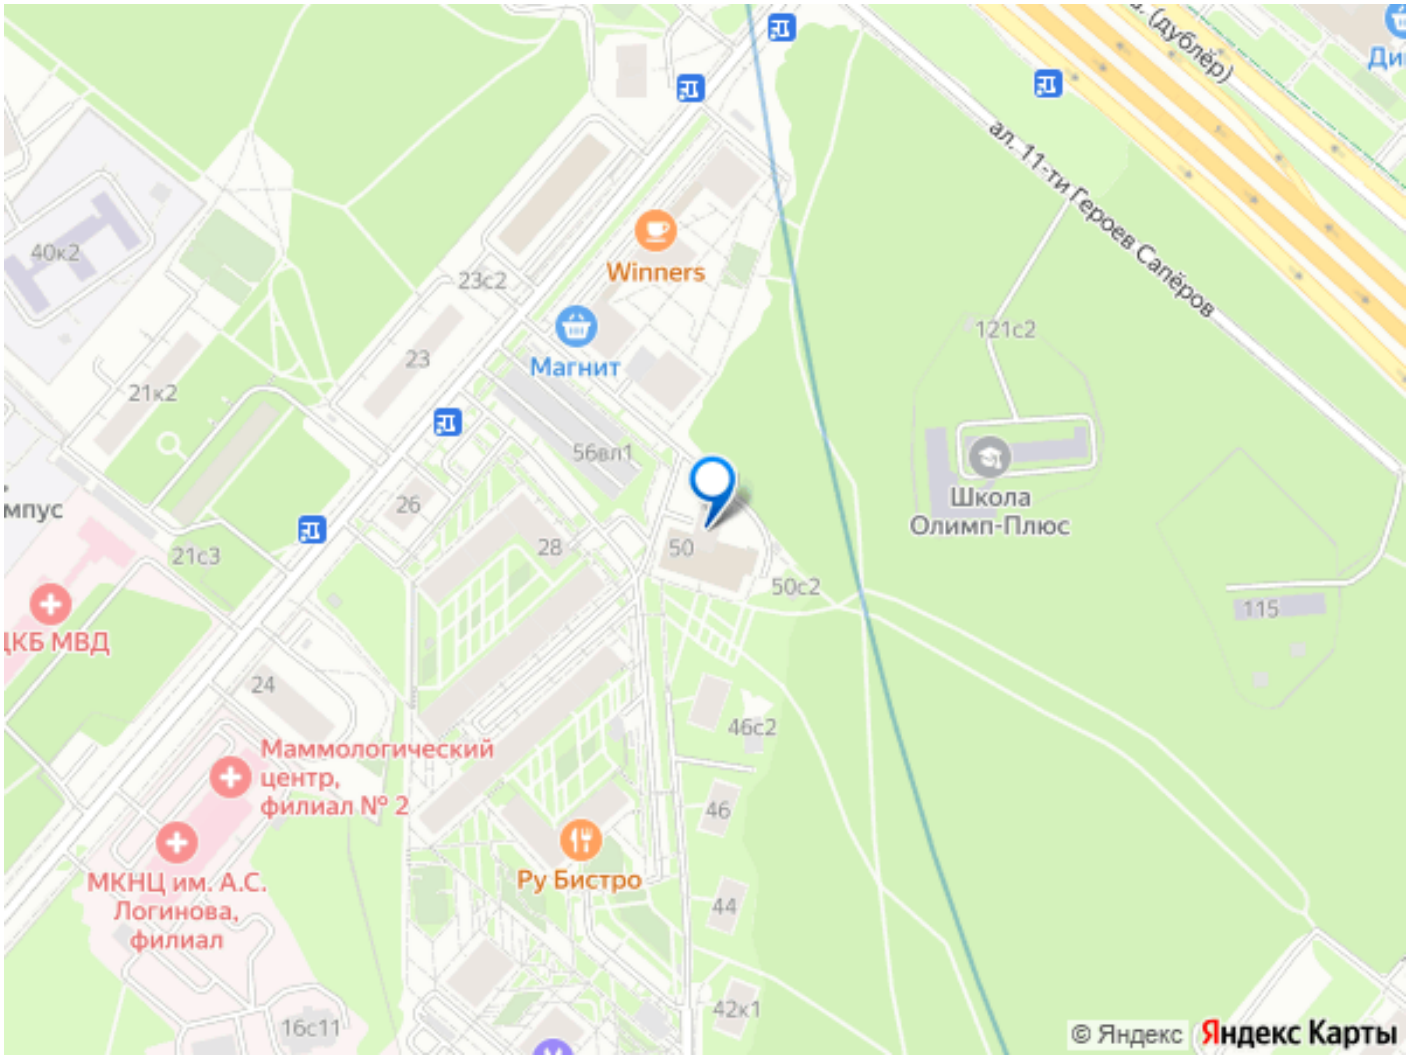 (дублёр)
ал. 11-ти Героев Сапёров
40к2
Winners
23с2
121с2
Магнит
23
21к2
56вл1
26
Школа
Олимп-Плюс
28
50
21с3
50с2
115
ЦКБ МВД
24
46с2
Маммологический
центр,
филиал № 2
46
Ру Бистро
МКНЦ им. А.С.
Логинова,
филиал
44
42к1
16с11
© Яндекс
Яндекс Карты